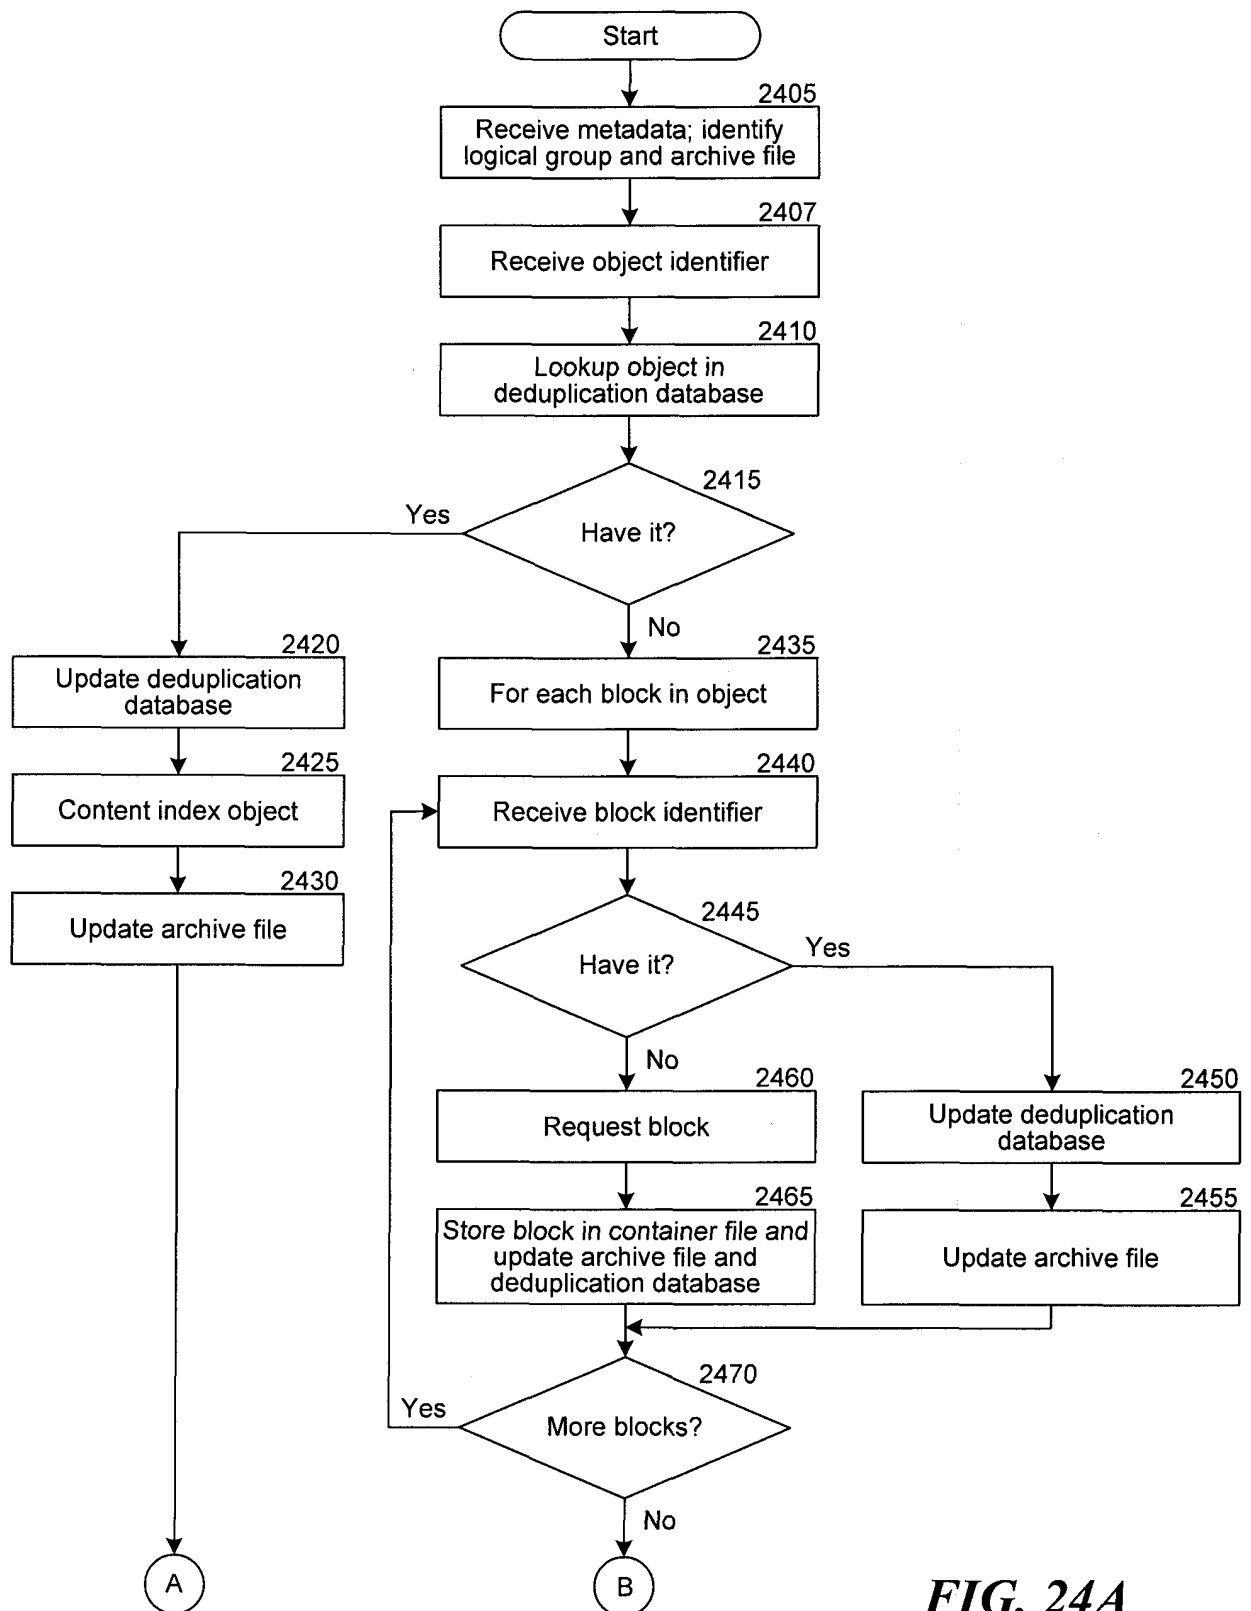 Start
2405
Receive metadata; identify
logical group and archive file
2407
Receive object identifier
2410
Lookup object in
deduplication database
2415
Have it?
Yes
No
2420
Update deduplication
database
2435
For each block in object
2425
Content index object
2440
Receive block identifier
2430
Update archive file
2445
Have it?
Yes
No
2460
Request block
2450
Update deduplication
database
2465
Store block in container file and
update archive file and
deduplication database
2455
Update archive file
2470
More blocks?
Yes
No
A
B
FIG. 24A